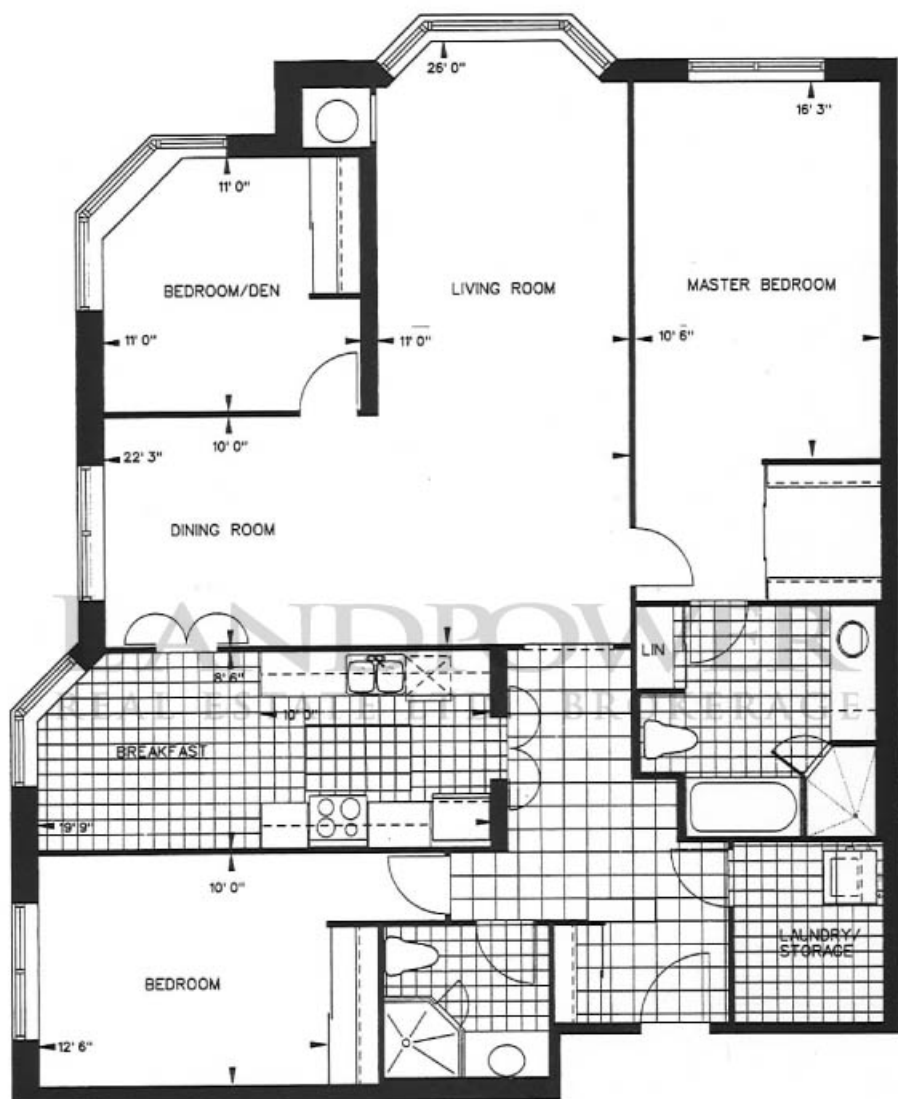 26' 0"
16' 3"
11' 0"
BEDROOM/DEN
LIVING ROOM
MASTER BEDROOM
11' 0"
11' 0"
10' 6"
10' 0"
22' 3"
DINING ROOM
LANDPOWER
LIN
8' 6"
REAL ESTATE LTD. BROKERAGE
10' 0"
BREAKFAST
9' 9"
10' 0"
LAUNDRY/
STORAGE
BEDROOM
12' 6"